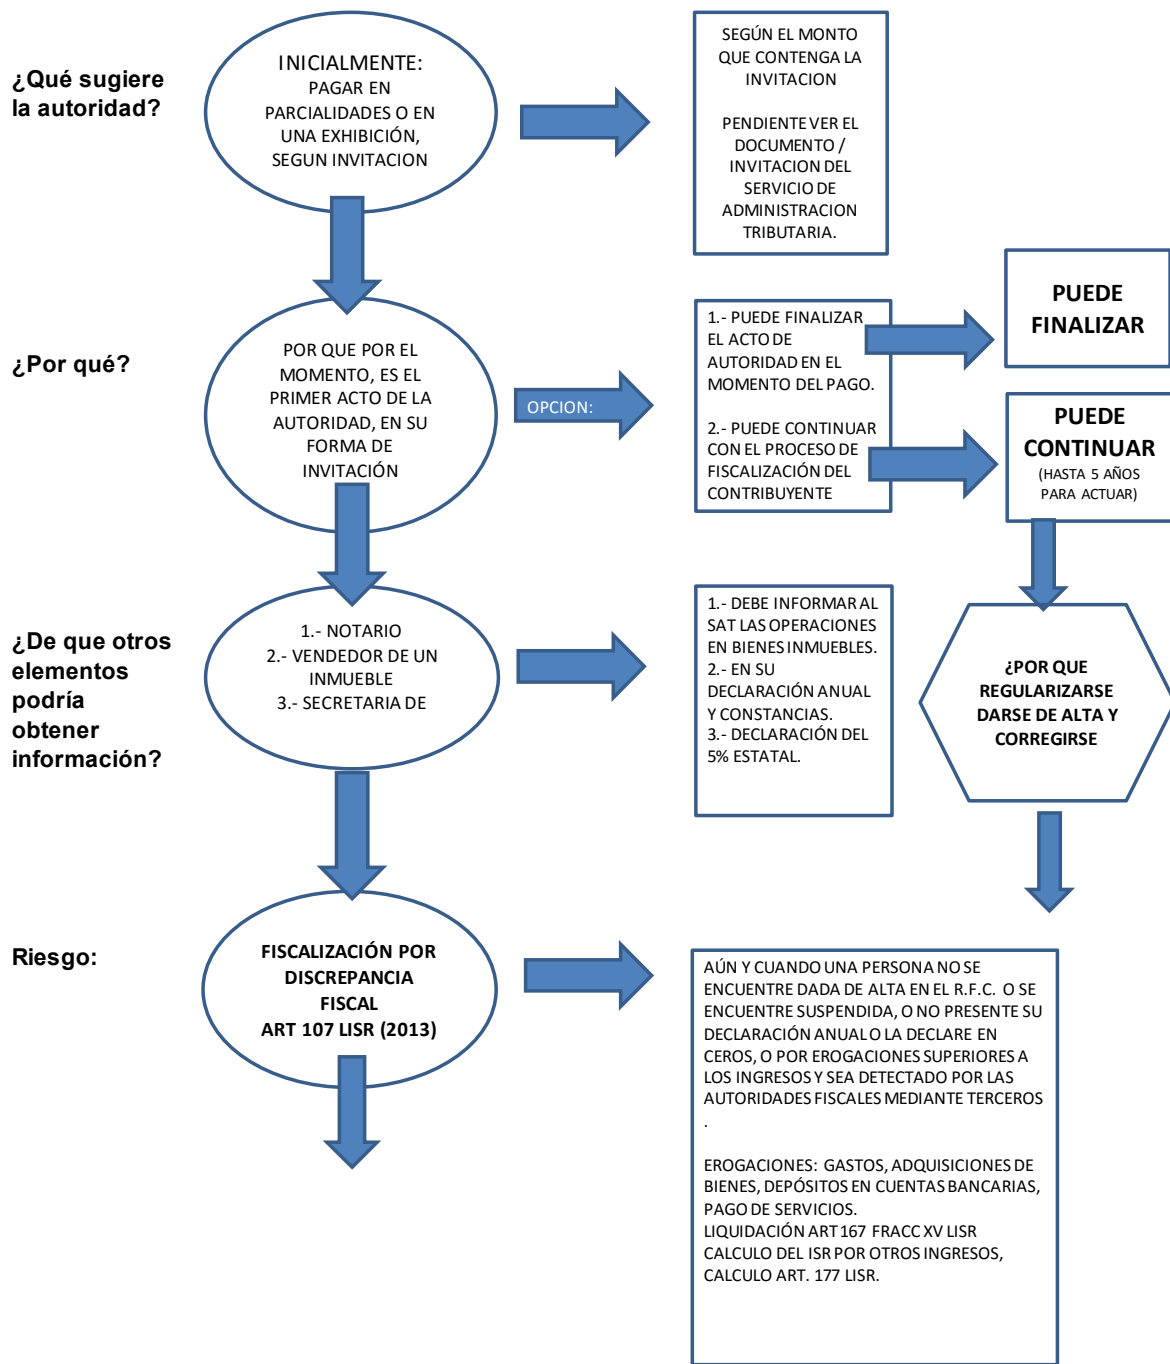 ¿Qué sugiere
la autoridad?
INICIALMENTE:
PAGAR EN
PARCIALIDADES O EN
UNA EXHIBICIÓN,
SEGUN INVITACION
SEGÚN EL MONTO
QUE CONTENGA LA
INVITACION
PENDIENTE VER EL
DOCUMENTO /
INVITACION DEL
SERVICIO DE
ADMINISTRACION
TRIBUTARIA.
¿Por qué?
POR QUE POR EL
MOMENTO, ES EL
PRIMER ACTO DE LA
AUTORIDAD, EN SU
FORMA DE
INVITACIÓN
OPCION:
1.- PUEDE FINALIZAR
EL ACTO DE
AUTORIDAD EN EL
MOMENTO DEL PAGO.
2.- PUEDE CONTINUAR
CON EL PROCESO DE
FISCALIZACIÓN DEL
CONTRIBUYENTE
PUEDE
FINALIZAR
PUEDE
CONTINUAR
(HASTA 5 AÑOS
PARA ACTUAR)
¿De que otros
elementos
podría
obtener
información?
1.- NOTARIO
2.- VENDEDOR DE UN
INMUEBLE
3.- SECRETARIA DE
1.- DEBE INFORMAR AL
SAT LAS OPERACIONES
EN BIENES INMUEBLES.
2.- EN SU
DECLARACIÓN ANUAL
Y CONSTANCIAS.
3.- DECLARACIÓN DEL
5% ESTATAL.
¿POR QUE
REGULARIZARSE
DARSE DE ALTA Y
CORREGIRSE
Riesgo:
FISCALIZACIÓN POR
DISCREPANCIA
FISCAL
ART 107 LISR (2013)
AÚN Y CUANDO UNA PERSONA NO SE
ENCUENTRE DADA DE ALTA EN EL R.F.C. O SE
ENCUENTRE SUSPENDIDA, O NO PRESENTE SU
DECLARACIÓN ANUAL O LA DECLARE EN
CEROS, O POR EROGACIONES SUPERIORES A
LOS INGRESOS Y SEA DETECTADO POR LAS
AUTORIDADES FISCALES MEDIANTE TERCEROS
.
EROGACIONES: GASTOS, ADQUISICIONES DE
BIENES, DEPÓSITOS EN CUENTAS BANCARIAS,
PAGO DE SERVICIOS.
LIQUIDACIÓN ART 167 FRACC XV LISR
CALCULO DEL ISR POR OTROS INGRESOS,
CALCULO ART. 177 LISR.